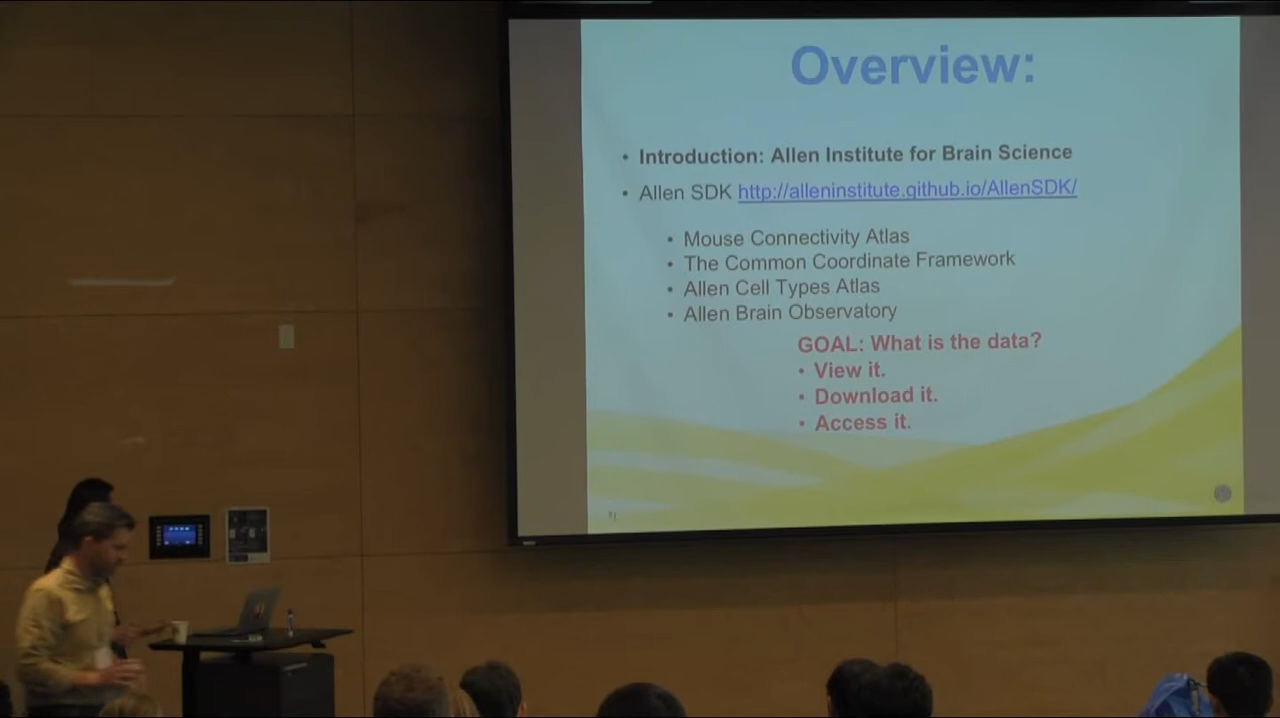 Overview:
• Introduction: Allen Institute for Brain Science
• Allen SDK http://alleninstitute.github.io/AllenSDK/
• Mouse Connectivity Atlas
• The Common Coordinate Framework
• Allen Cell Types Atlas
• Allen Brain Observatory
GOAL: What is the data?
• View it.
• Download it.
• Access it.